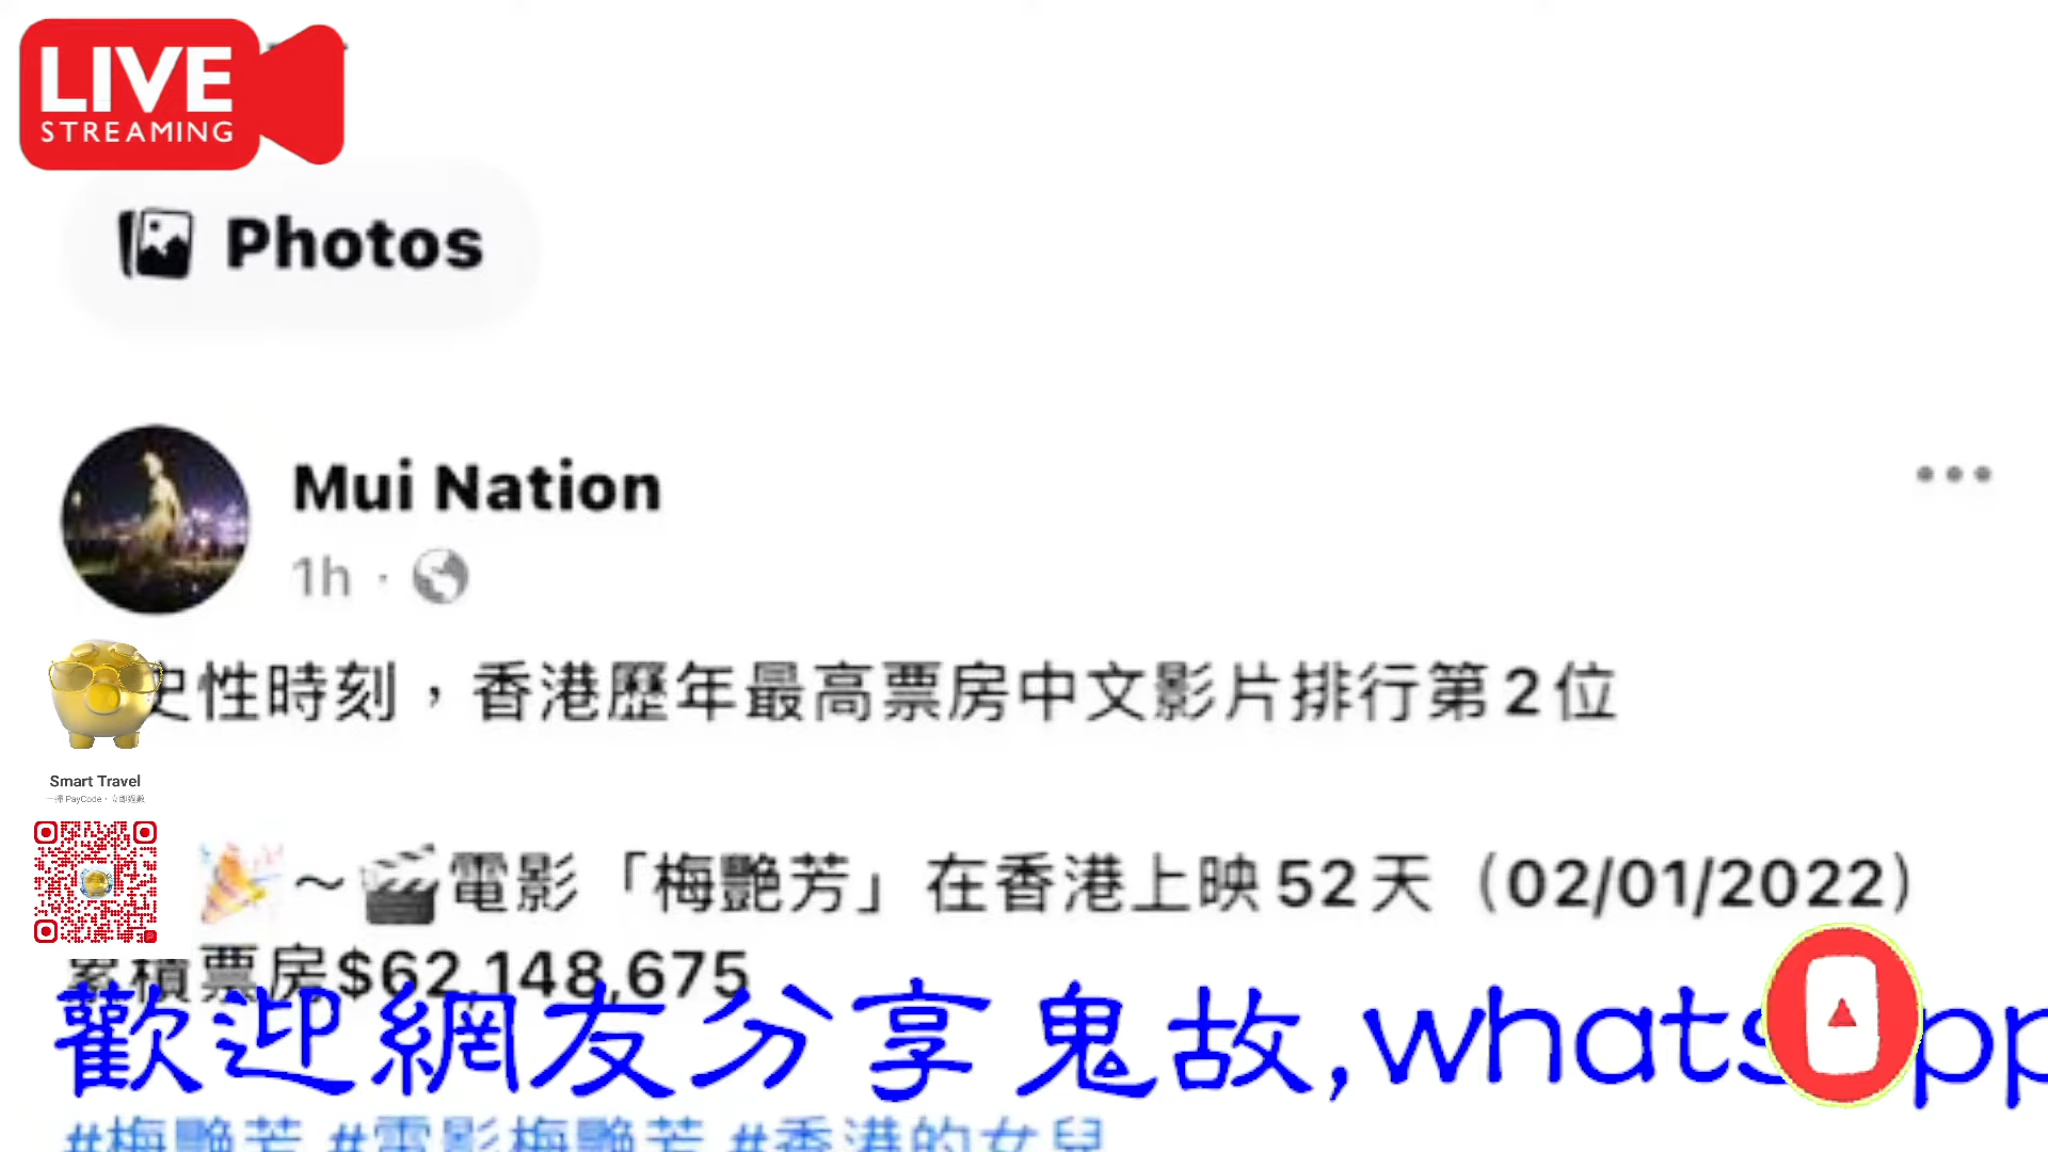 LIVE
STREAMING
Photos
Mui Nation
1h ·
史性時刻，香港歷年最高票房中文影片排行第2位
Smart Travel
～電影「梅艷芳」在香港上映52天（02/01/2022）
累積票房$62,148,675
歡迎網友分享鬼故,whats pp
#梅艷芳 #電影梅艷芳 #香港的女兒